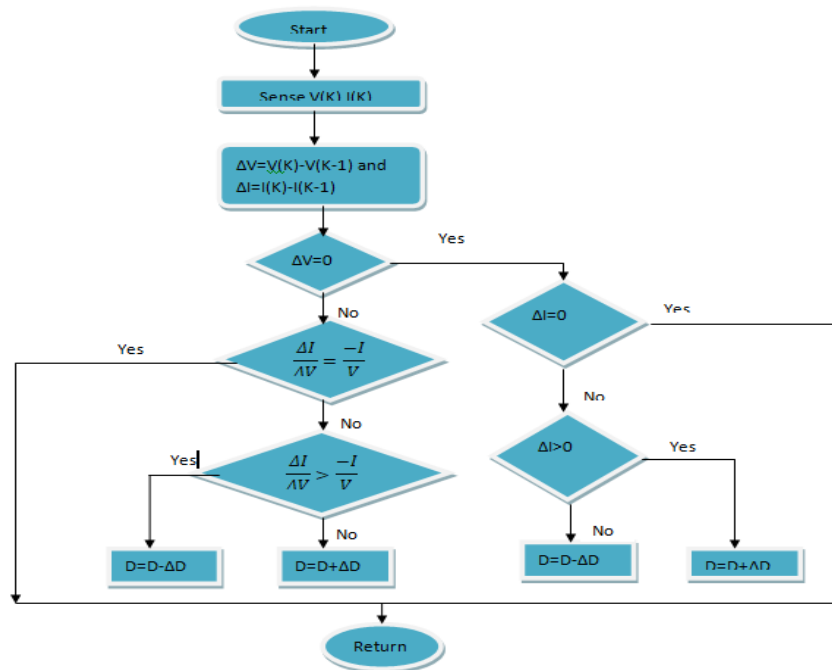 Start
Sense V(K) I(K)
ΔV=V(K)-V(K-1) and
ΔI=I(K)-I(K-1)
Yes
ΔV=0
No
ΔI=0
Yes
Yes
ΔI/ΔV = -I/V
No
No
ΔI>0
Yes
Yes
ΔI/ΔV > -I/V
No
No
D=D-ΔD
D=D+ΔD
D=D-ΔD
D=D+ΔD
Return